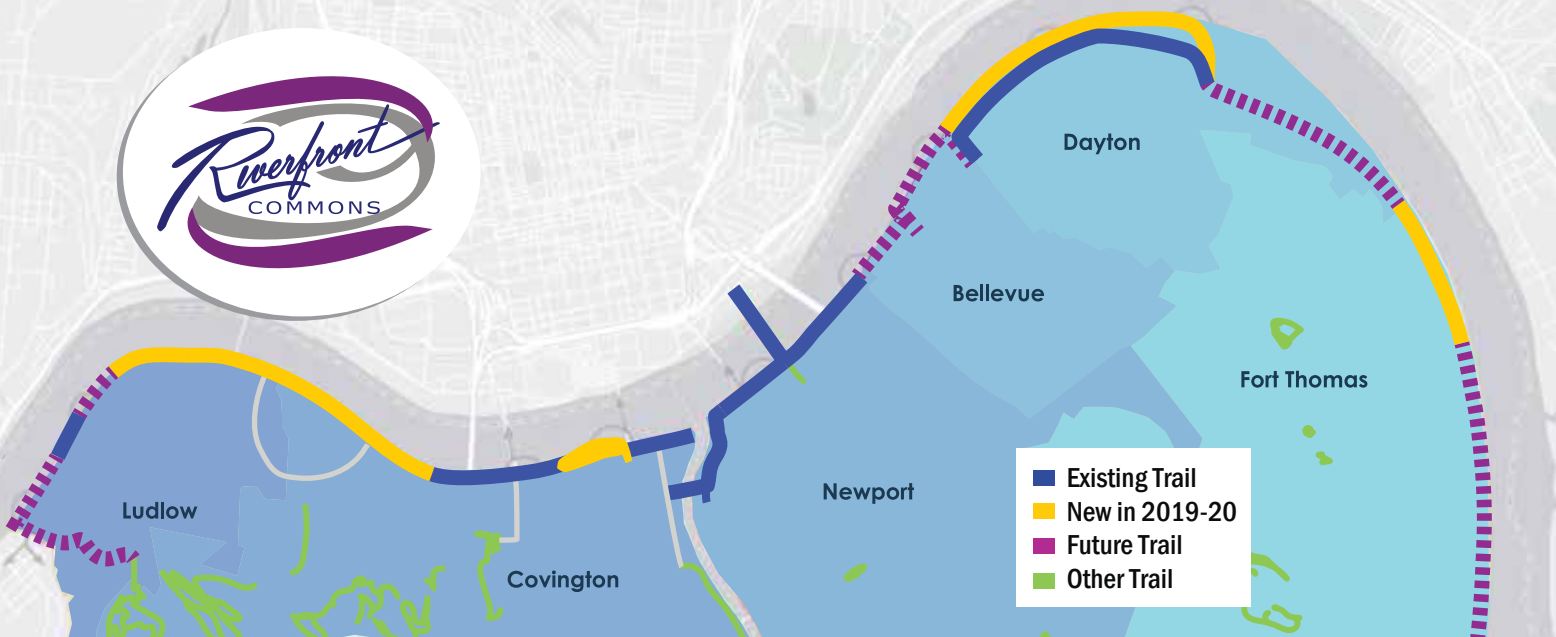 Riverfront
COMMONS
Dayton
Bellevue
Fort Thomas
Newport
Ludlow
Covington
Existing Trail
New in 2019-20
Future Trail
Other Trail